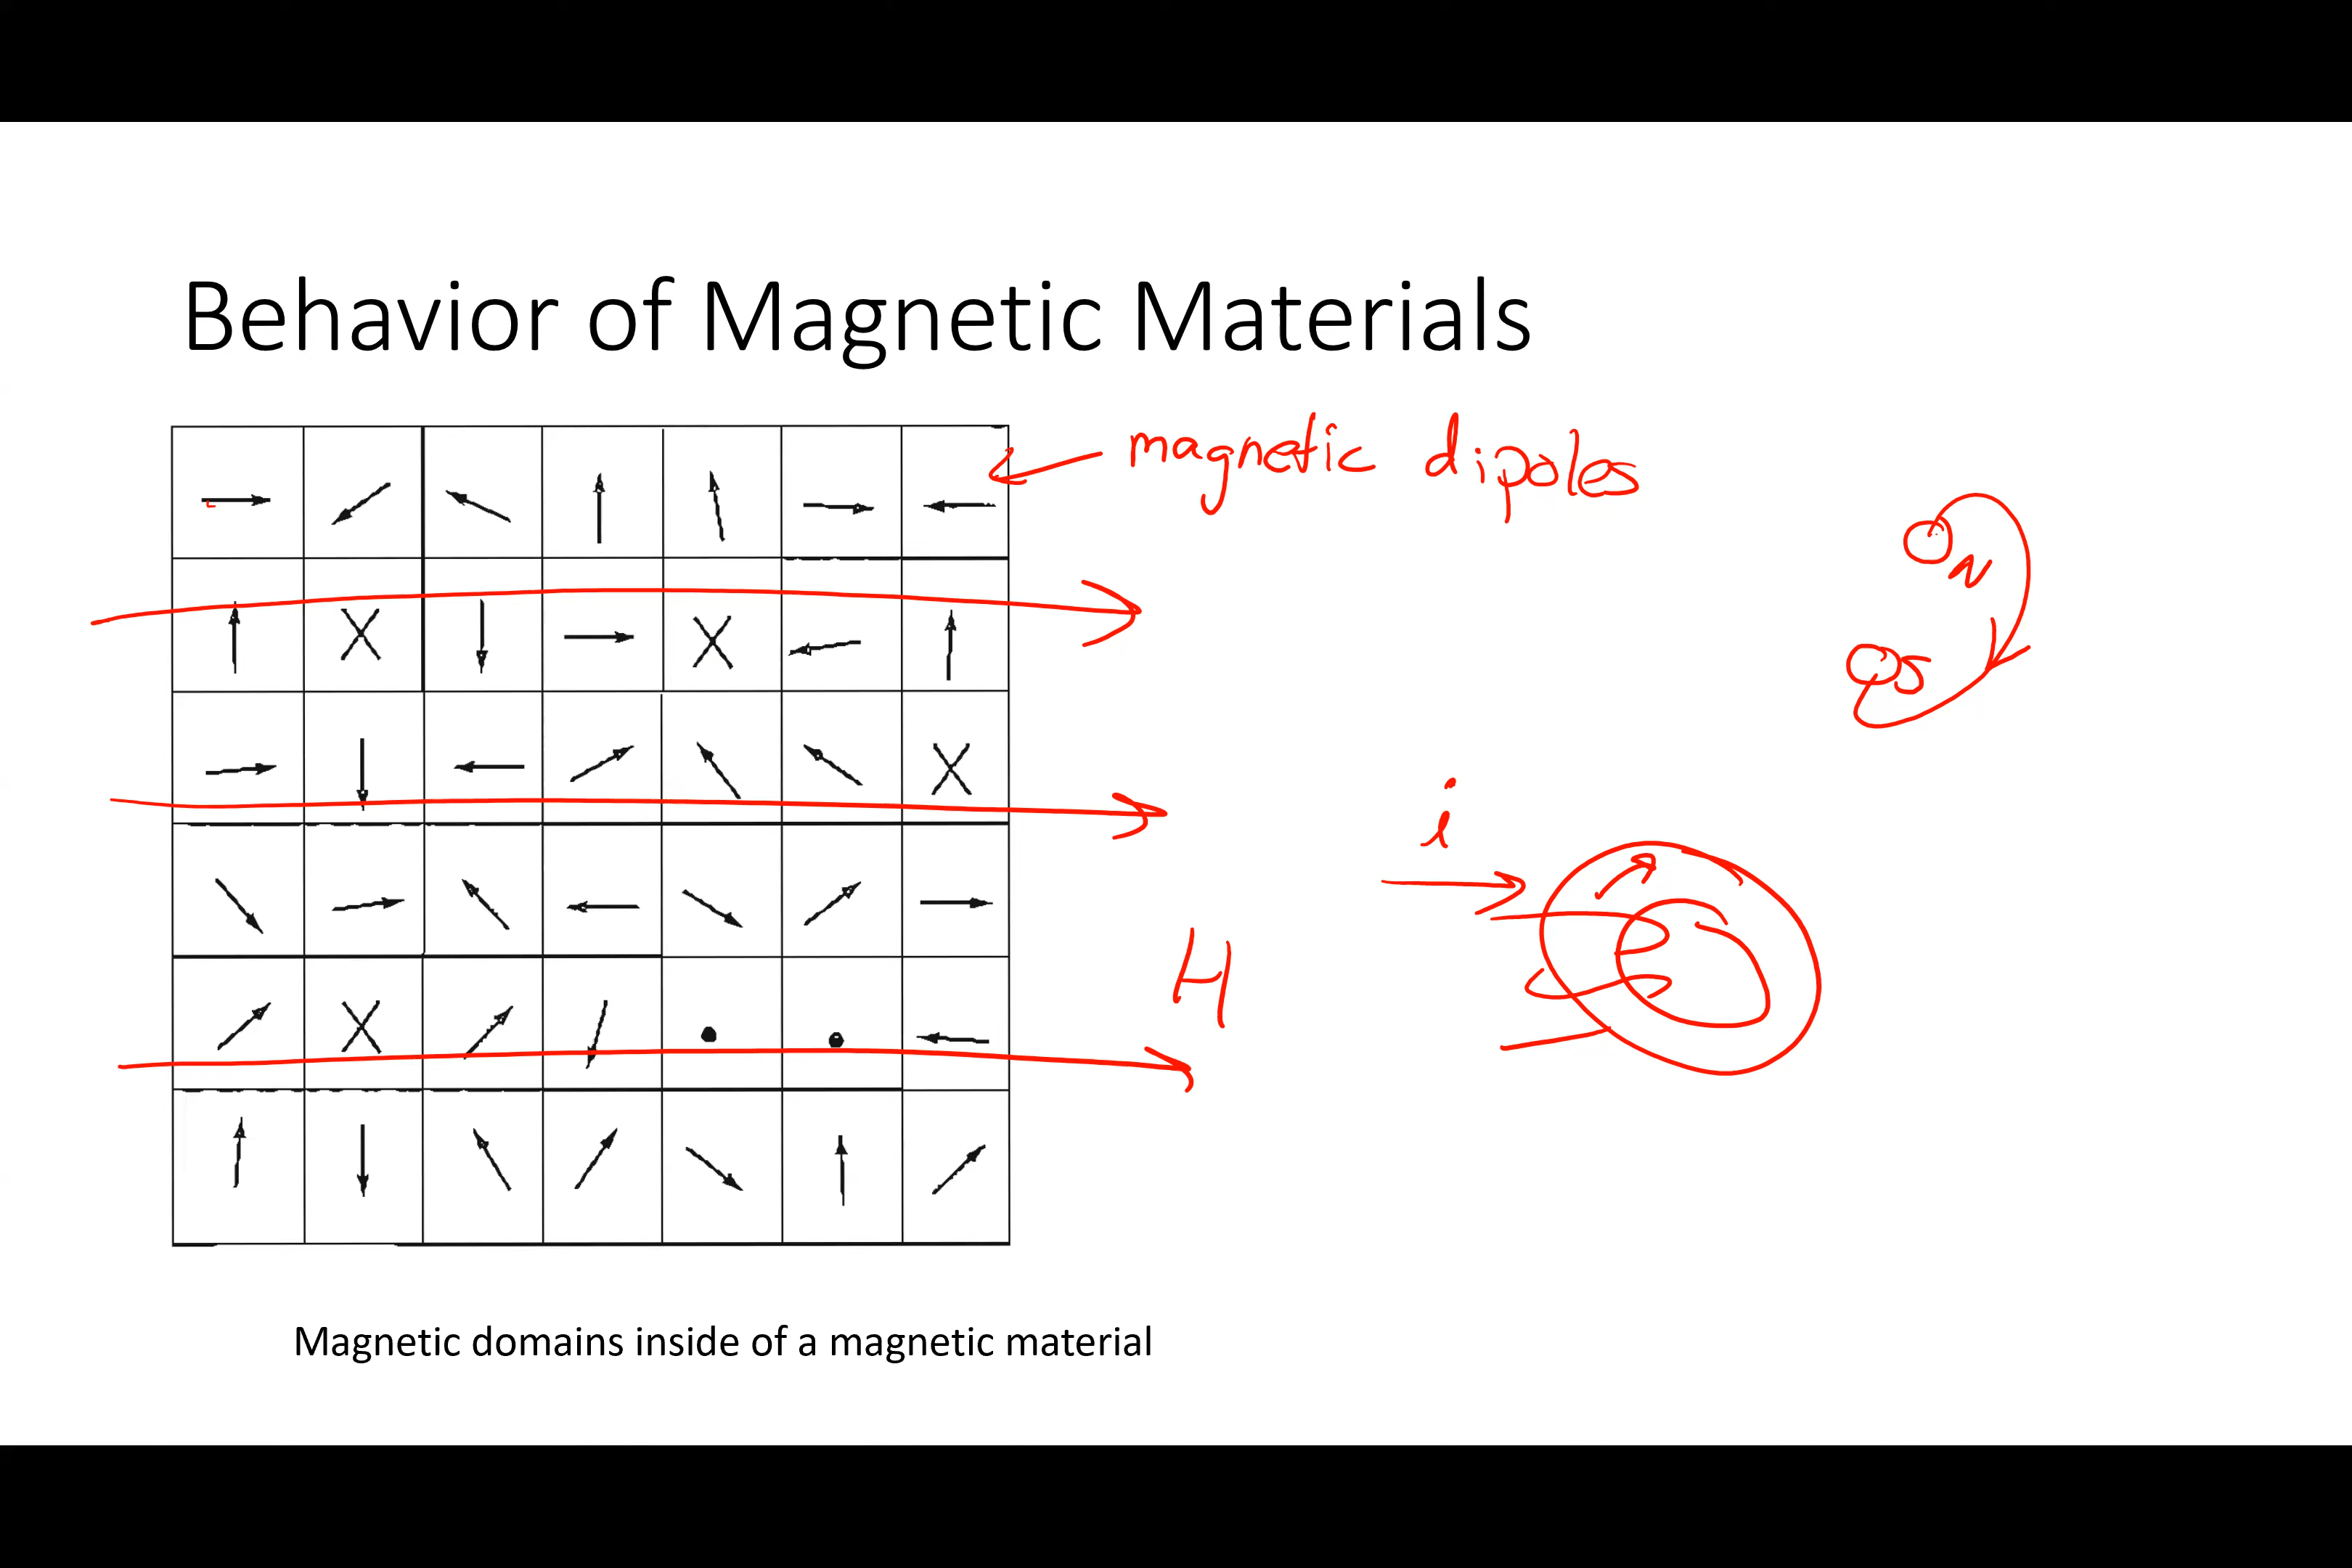 Behavior of Magnetic Materials
magnetic dipoles
N
S
i
H
Magnetic domains inside of a magnetic material